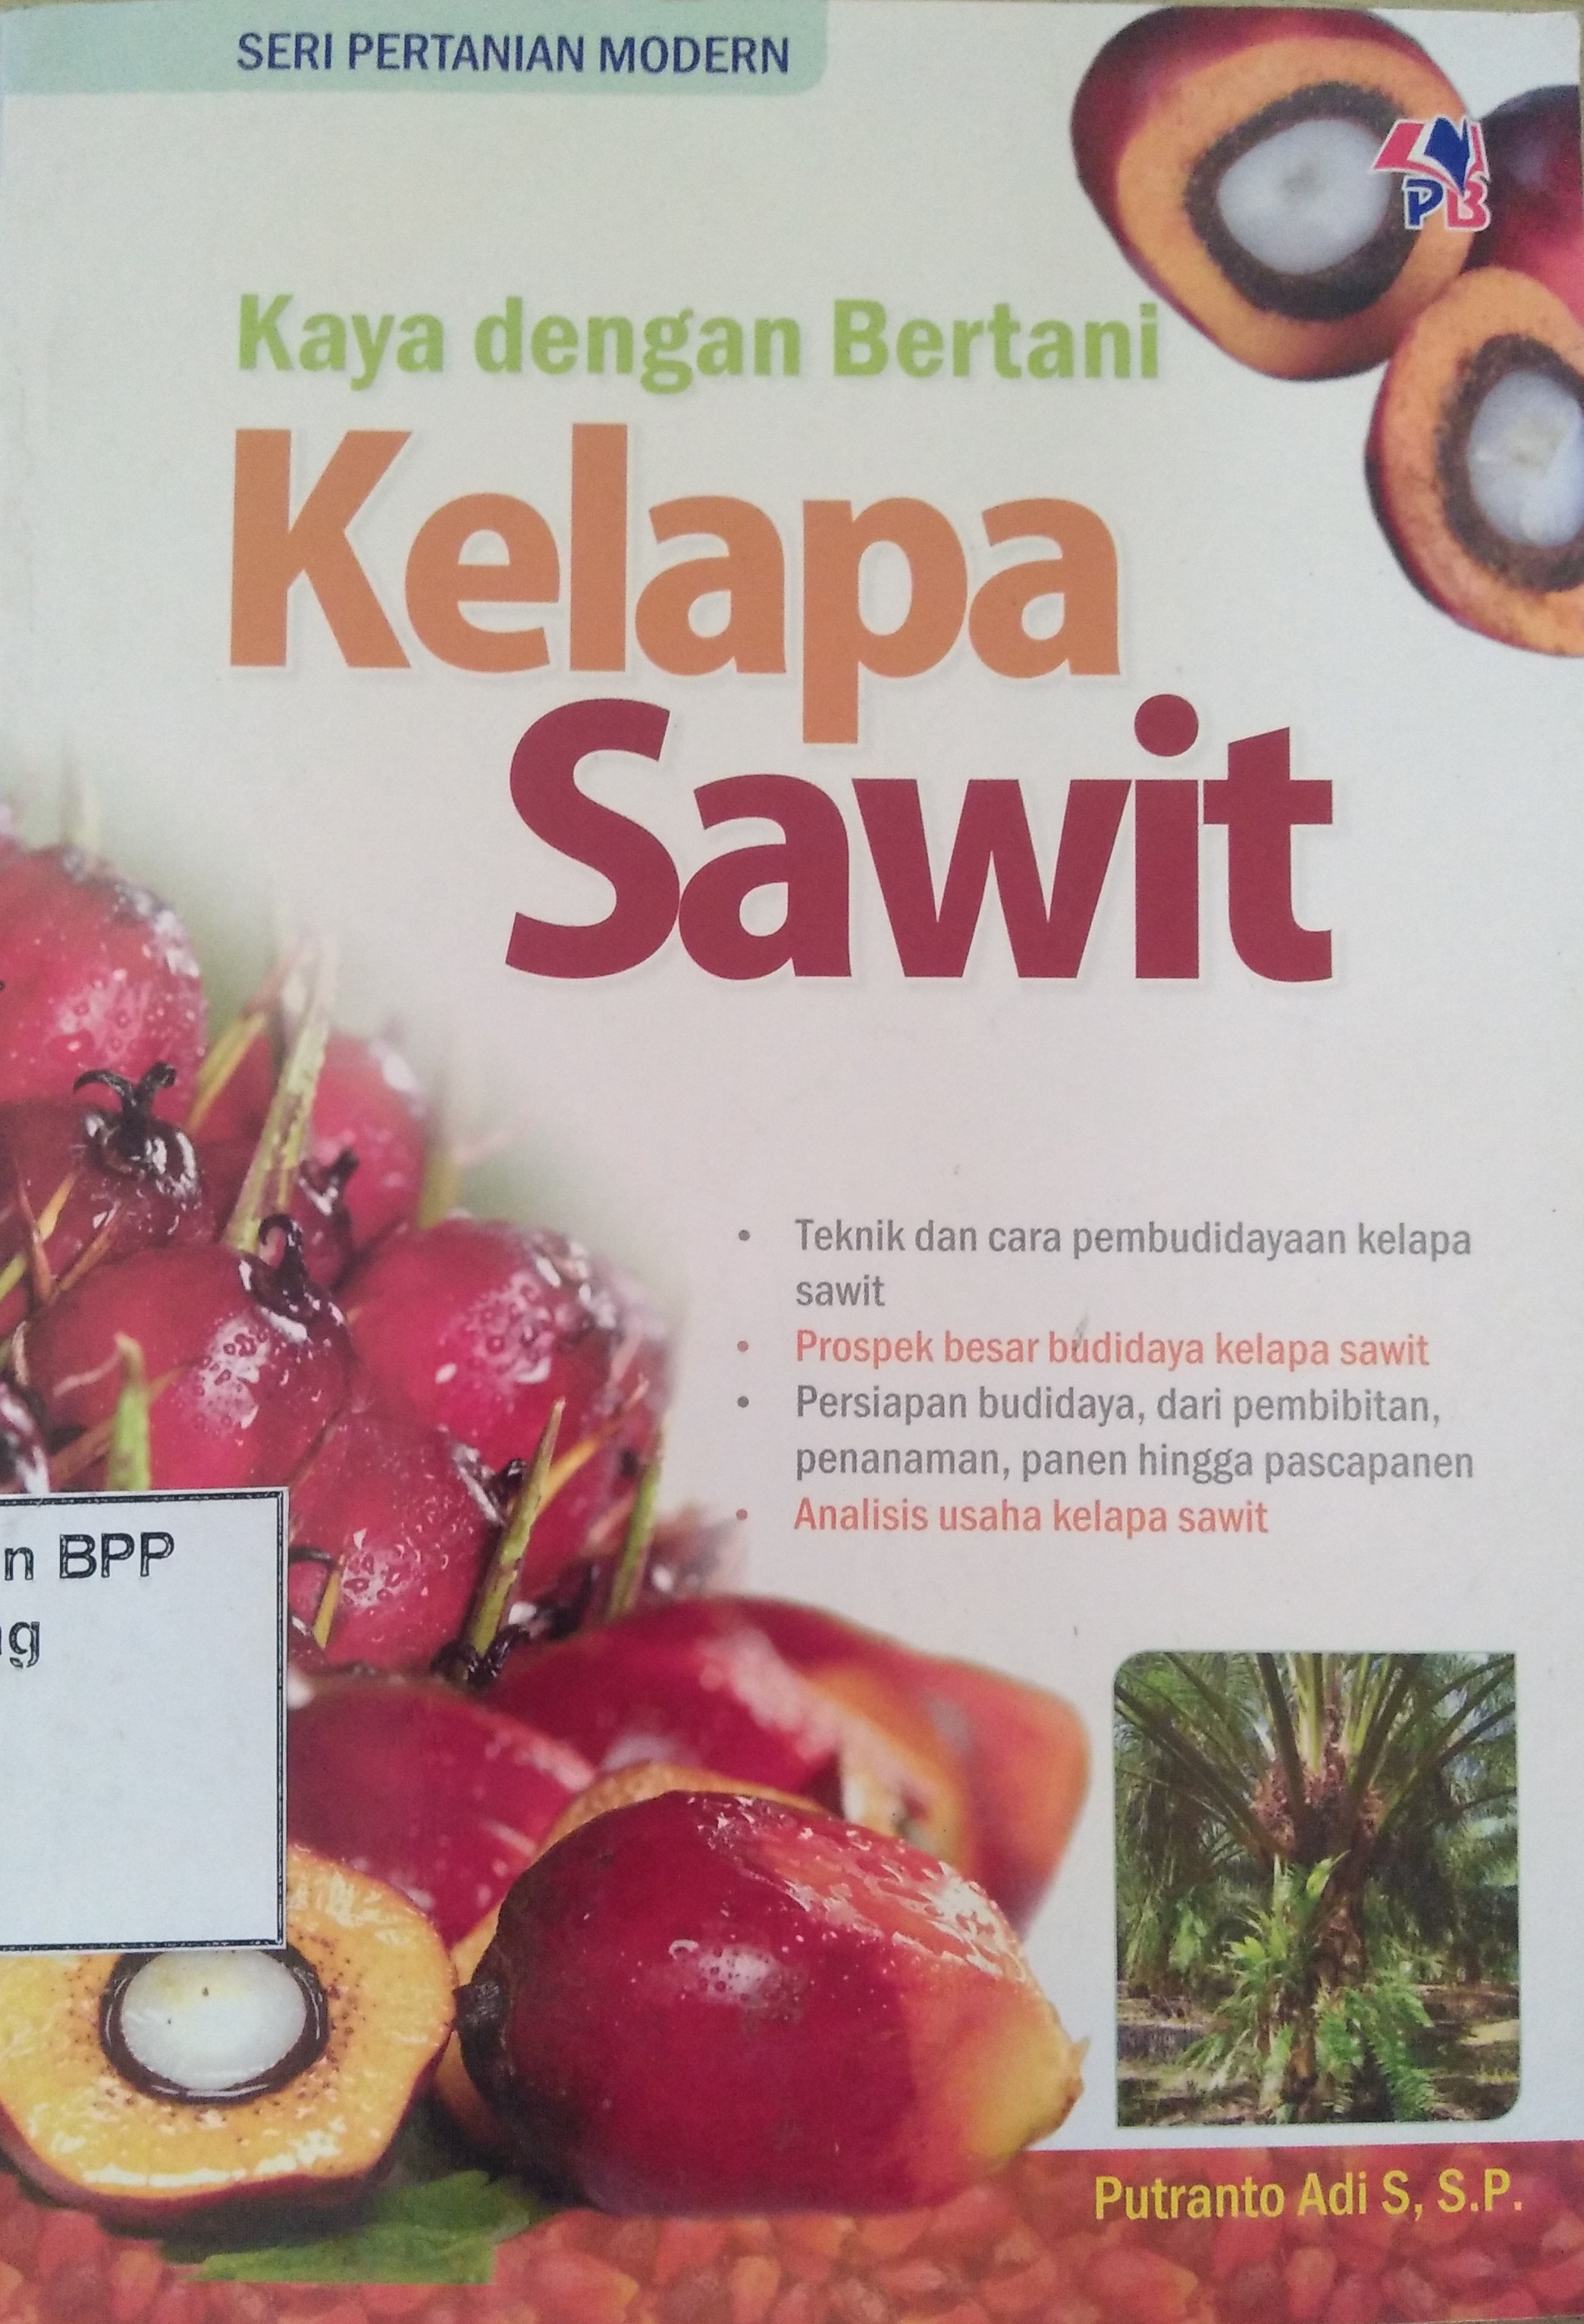 SERI PERTANIAN MODERN
PB
Kaya dengan Bertani
Kelapa
Sawit
• Teknik dan cara pembudidayaan kelapa
sawit
• Prospek besar budidaya kelapa sawit
• Persiapan budidaya, dari pembibitan,
penanaman, panen hingga pascapanen
• Analisis usaha kelapa sawit
n BPP
g
Putranto Adi S, S.P.